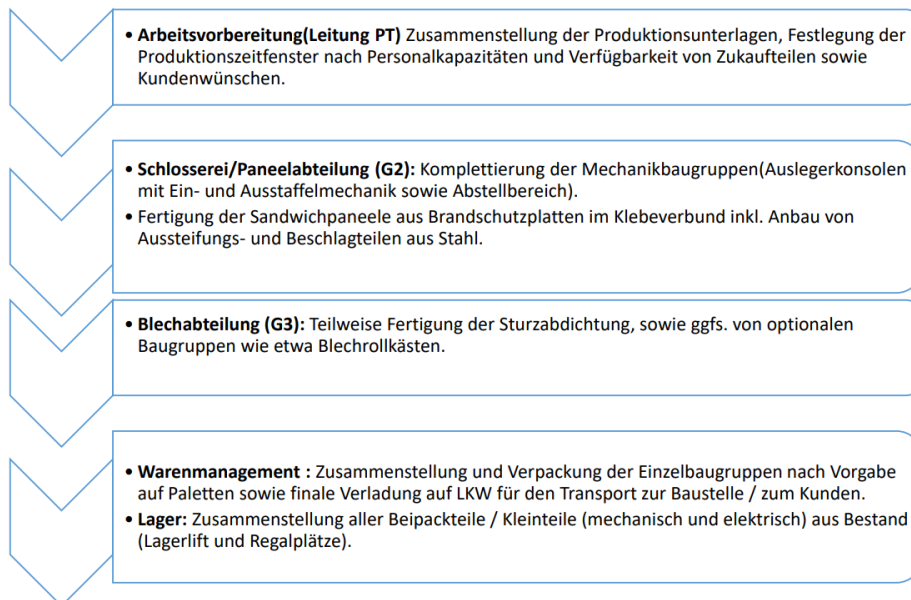 • Arbeitsvorbereitung(Leitung PT) Zusammenstellung der Produktionsunterlagen, Festlegung der
Produktionszeitfenster nach Personalkapazitäten und Verfügbarkeit von Zukaufteilen sowie
Kundenwünschen.
• Schlosserei/Paneelabteilung (G2): Komplettierung der Mechanikbaugruppen(Auslegerkonsolen
mit Ein- und Ausstaffelmechanik sowie Abstellbereich).
• Fertigung der Sandwichpaneele aus Brandschutzplatten im Klebeverbund inkl. Anbau von
Aussteifungs- und Beschlagteilen aus Stahl.
• Blechabteilung (G3): Teilweise Fertigung der Sturzabdichtung, sowie ggfs. von optionalen
Baugruppen wie etwa Blechrollkästen.
• Warenmanagement : Zusammenstellung und Verpackung der Einzelbaugruppen nach Vorgabe
auf Paletten sowie finale Verladung auf LKW für den Transport zur Baustelle / zum Kunden.
• Lager: Zusammenstellung aller Beipackteile / Kleinteile (mechanisch und elektrisch) aus Bestand
(Lagerlift und Regalplätze).